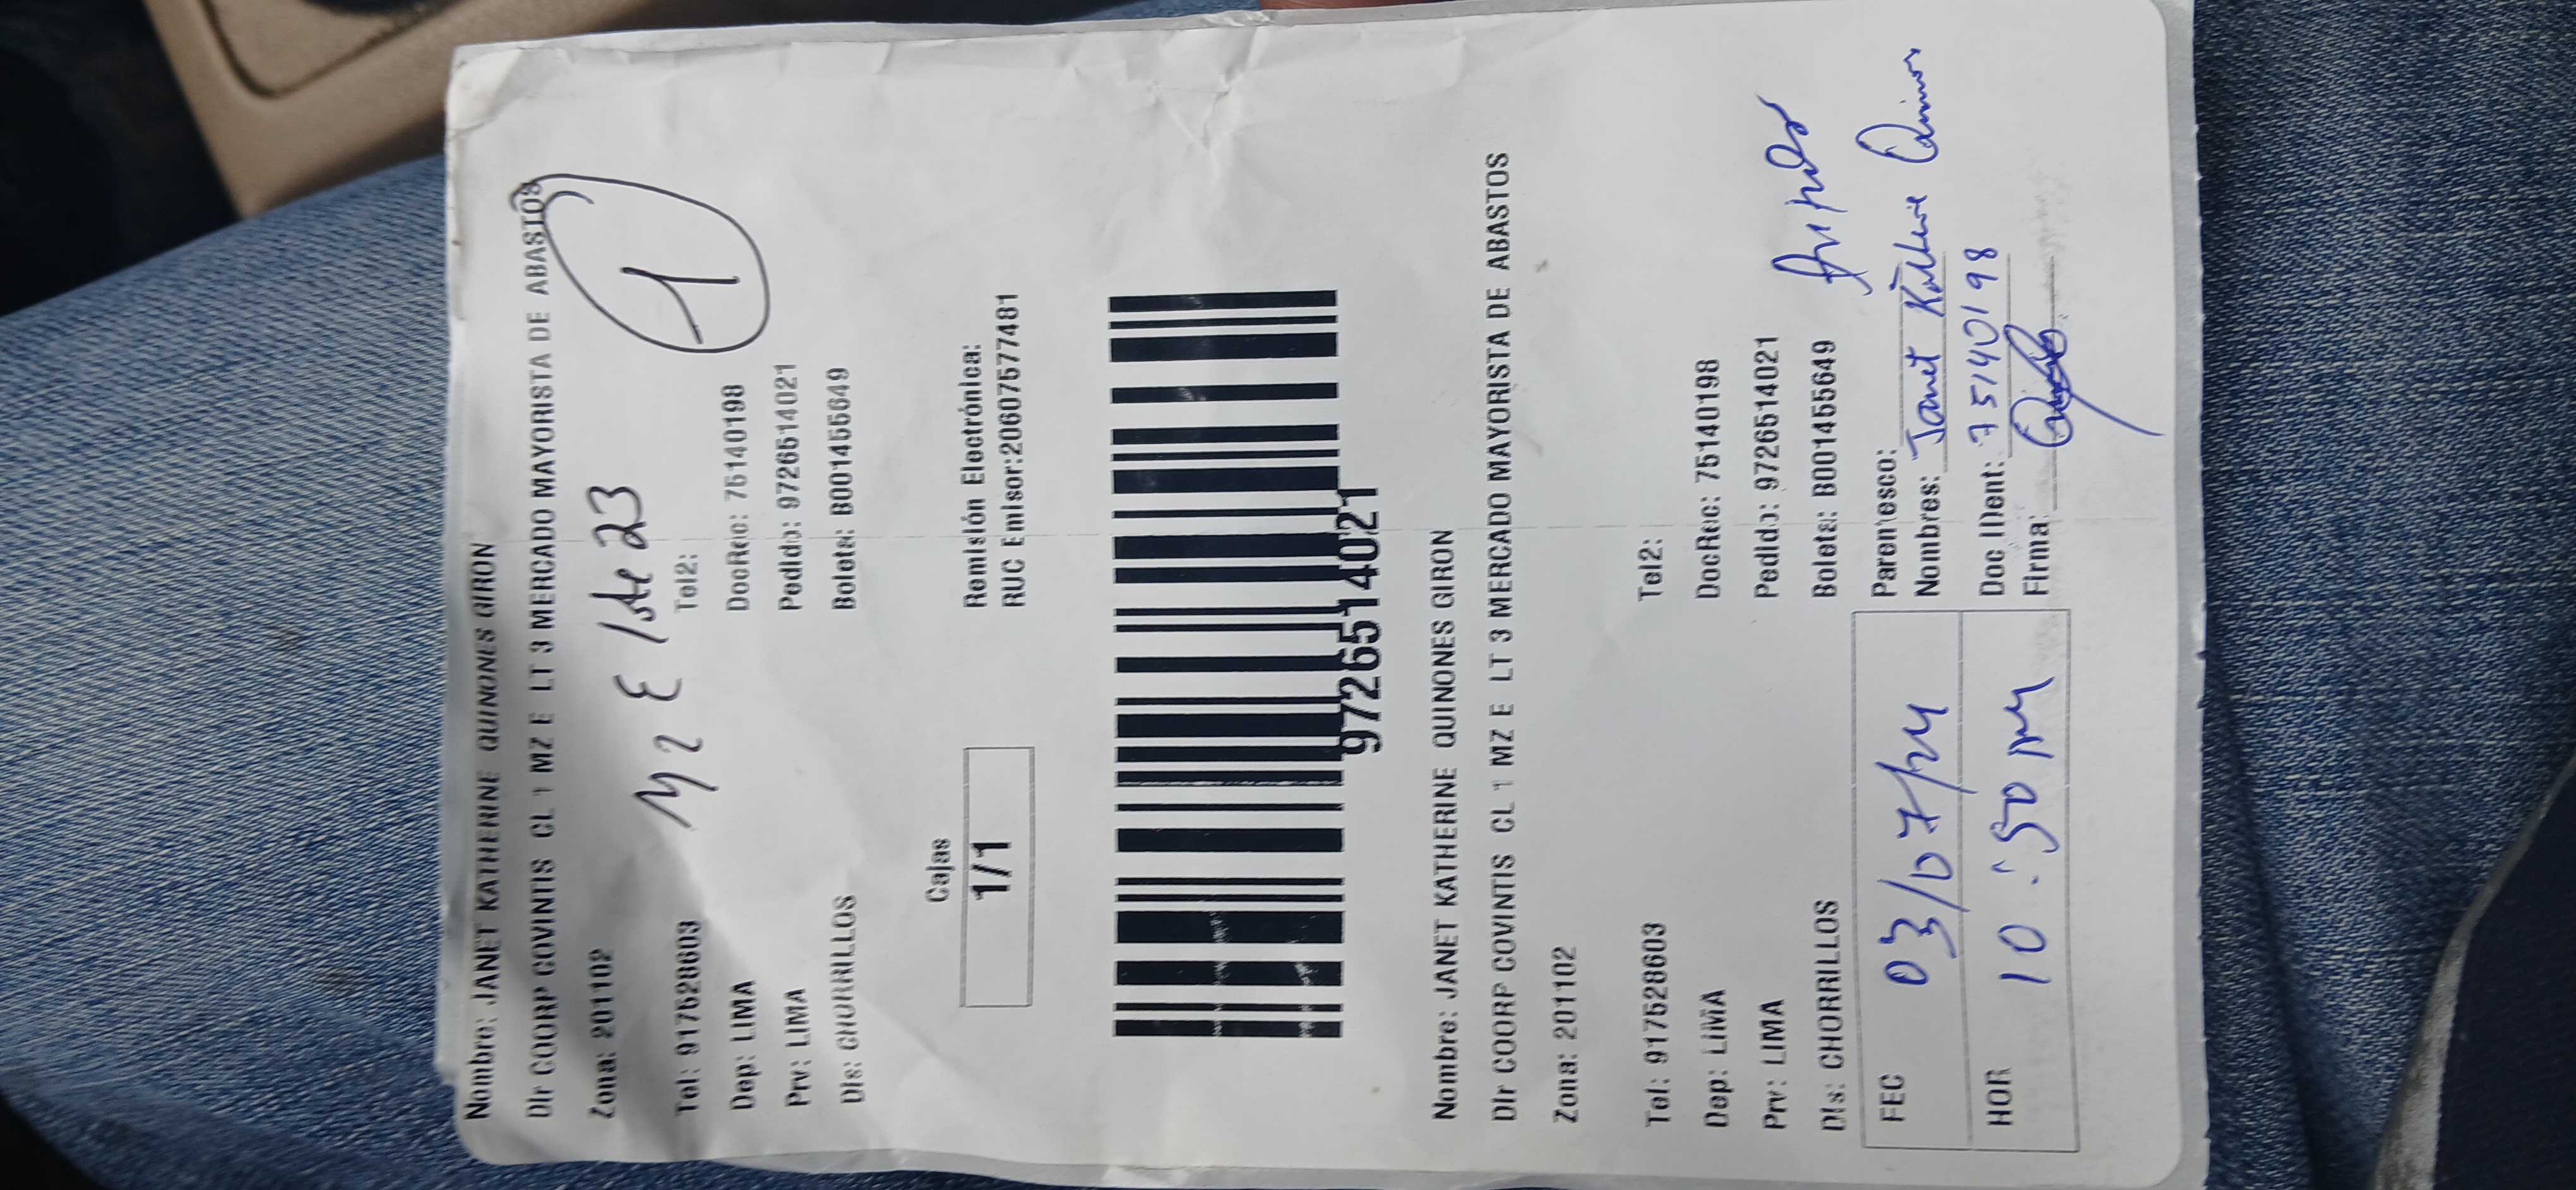 Nombre: JANET KATHERINE QUINONES GIRON
Dir COORP COVINTIS CL 1 MZ E LT 3 MERCADO MAYORISTA DE ABASTOS
Zona: 201102
Mz E 23
1
Tel: 917528603 Tel2:
Dep: LIMA DocRec: 75140198
Prv: LIMA Pedido: 9726514021
Dis: CHORRILLOS Boleta: B001455649
Cajas
1/1
Remisión Electrónica:
RUC Emisor:20607577481
9726514021
Nombre: JANET KATHERINE QUINONES GIRON
Dir COORP COVINTIS CL 1 MZ E LT 3 MERCADO MAYORISTA DE ABASTOS
Zona: 201102
Tel: 917528603 Tel2:
Dep: LIMA DocRec: 75140198
Prv: LIMA Pedido: 9726514021
Dis: CHORRILLOS Boleta: B001455649
FEC 03/07/24
HOR 10:50
Parentesco:
Nombres: Janet Katherine Quinones
Doc IDent: 75140198
Firma: